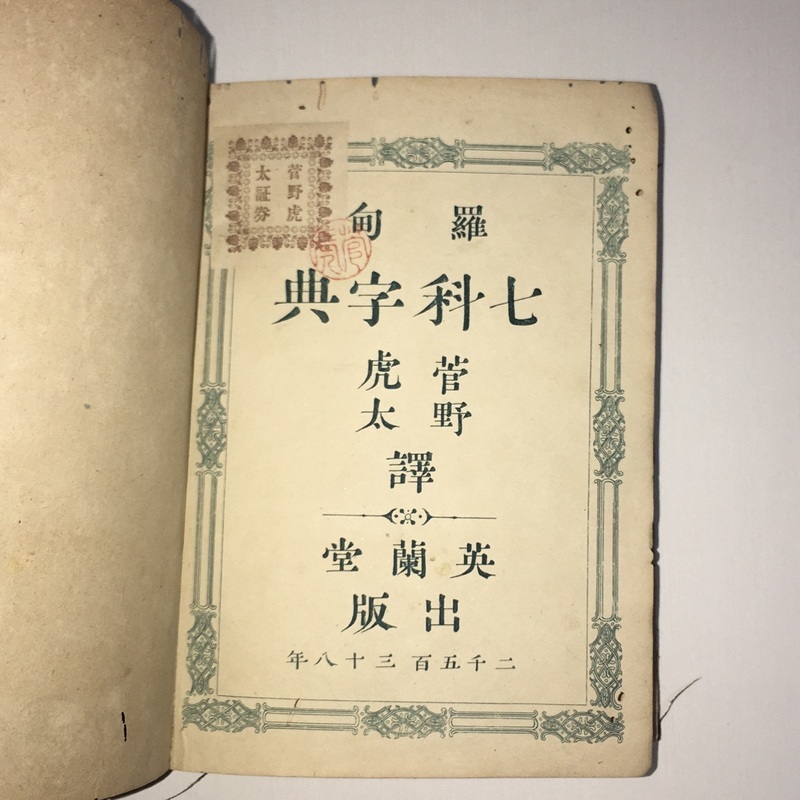 菅野虎
太証券
羅甸
七科字典
菅野
虎太
譯
英蘭堂
出版
二千五百三十八年